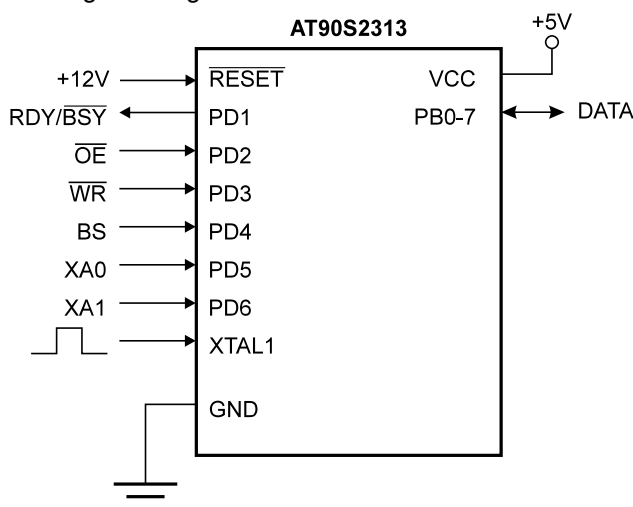 AT90S2313
+5V
+12V RESET VCC
RDY/BSY PD1 PB0-7 DATA
OE PD2
WR PD3
BS PD4
XA0 PD5
XA1 PD6
XTAL1
GND